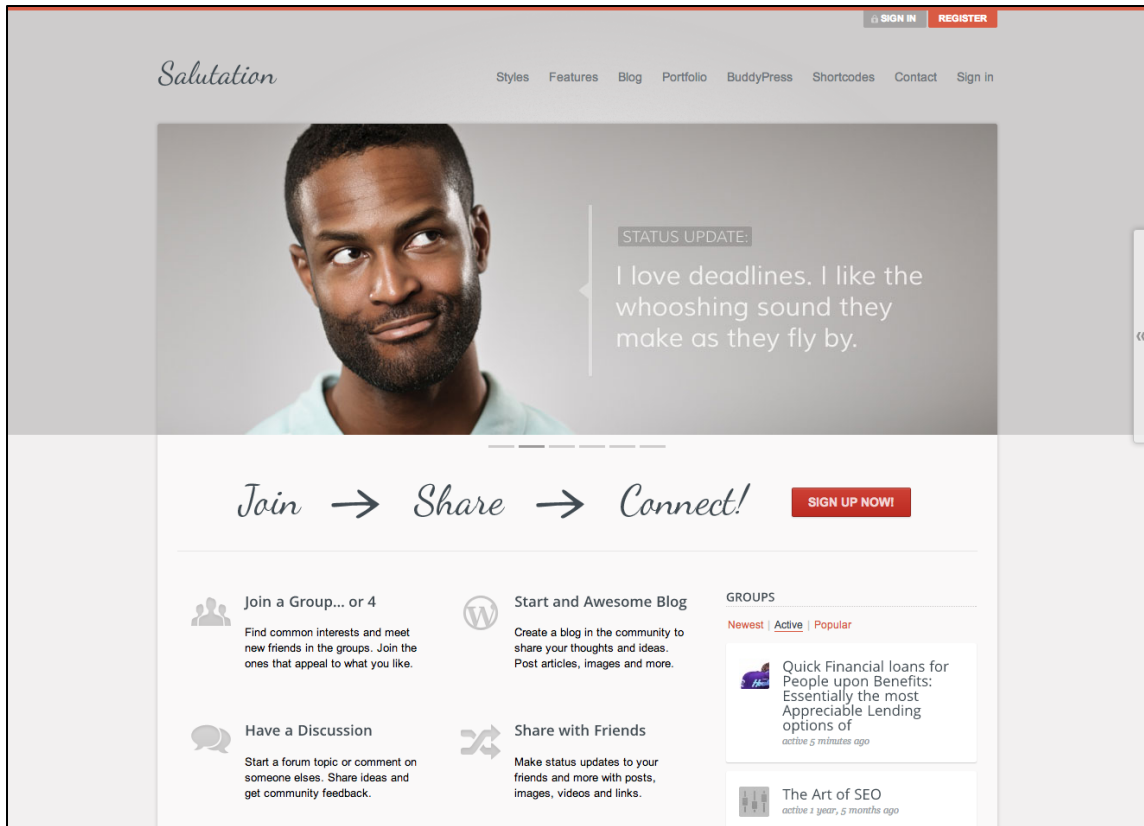 SIGN IN REGISTER
Salutation
Styles Features Blog Portfolio BuddyPress Shortcodes Contact Sign in
STATUS UPDATE:
I love deadlines. I like the
whooshing sound they
make as they fly by.
«
Join → Share → Connect!
SIGN UP NOW!
Join a Group... or 4
Find common interests and meet
new friends in the groups. Join the
ones that appeal to what you like.
Start and Awesome Blog
Create a blog in the community to
share your thoughts and ideas.
Post articles, images and more.
Have a Discussion
Start a forum topic or comment on
someone elses. Share ideas and
get community feedback.
Share with Friends
Make status updates to your
friends and more with posts,
images, videos and links.
GROUPS
Newest | Active | Popular
Quick Financial loans for
People upon Benefits:
Essentially the most
Appreciable Lending
options of
active 5 minutes ago
The Art of SEO
active 1 year, 5 months ago